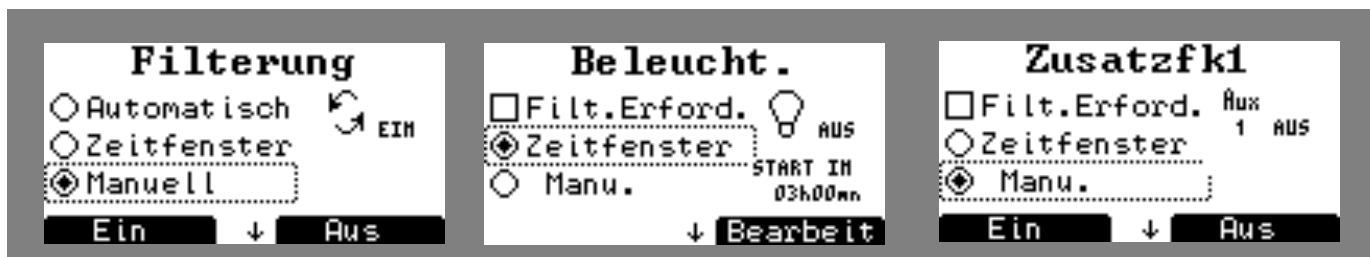 Filterung
Automatisch
EIN
Zeitfenster
Manuell
Ein ↓ Aus
Beleucht.
Filt.Erford.
AUS
Zeitfenster
START IN
Manu.
03h00mn
↓ Bearbeit
Zusatzfk1
Filt.Erford.
Aux
1 AUS
Zeitfenster
Manu.
Ein ↓ Aus